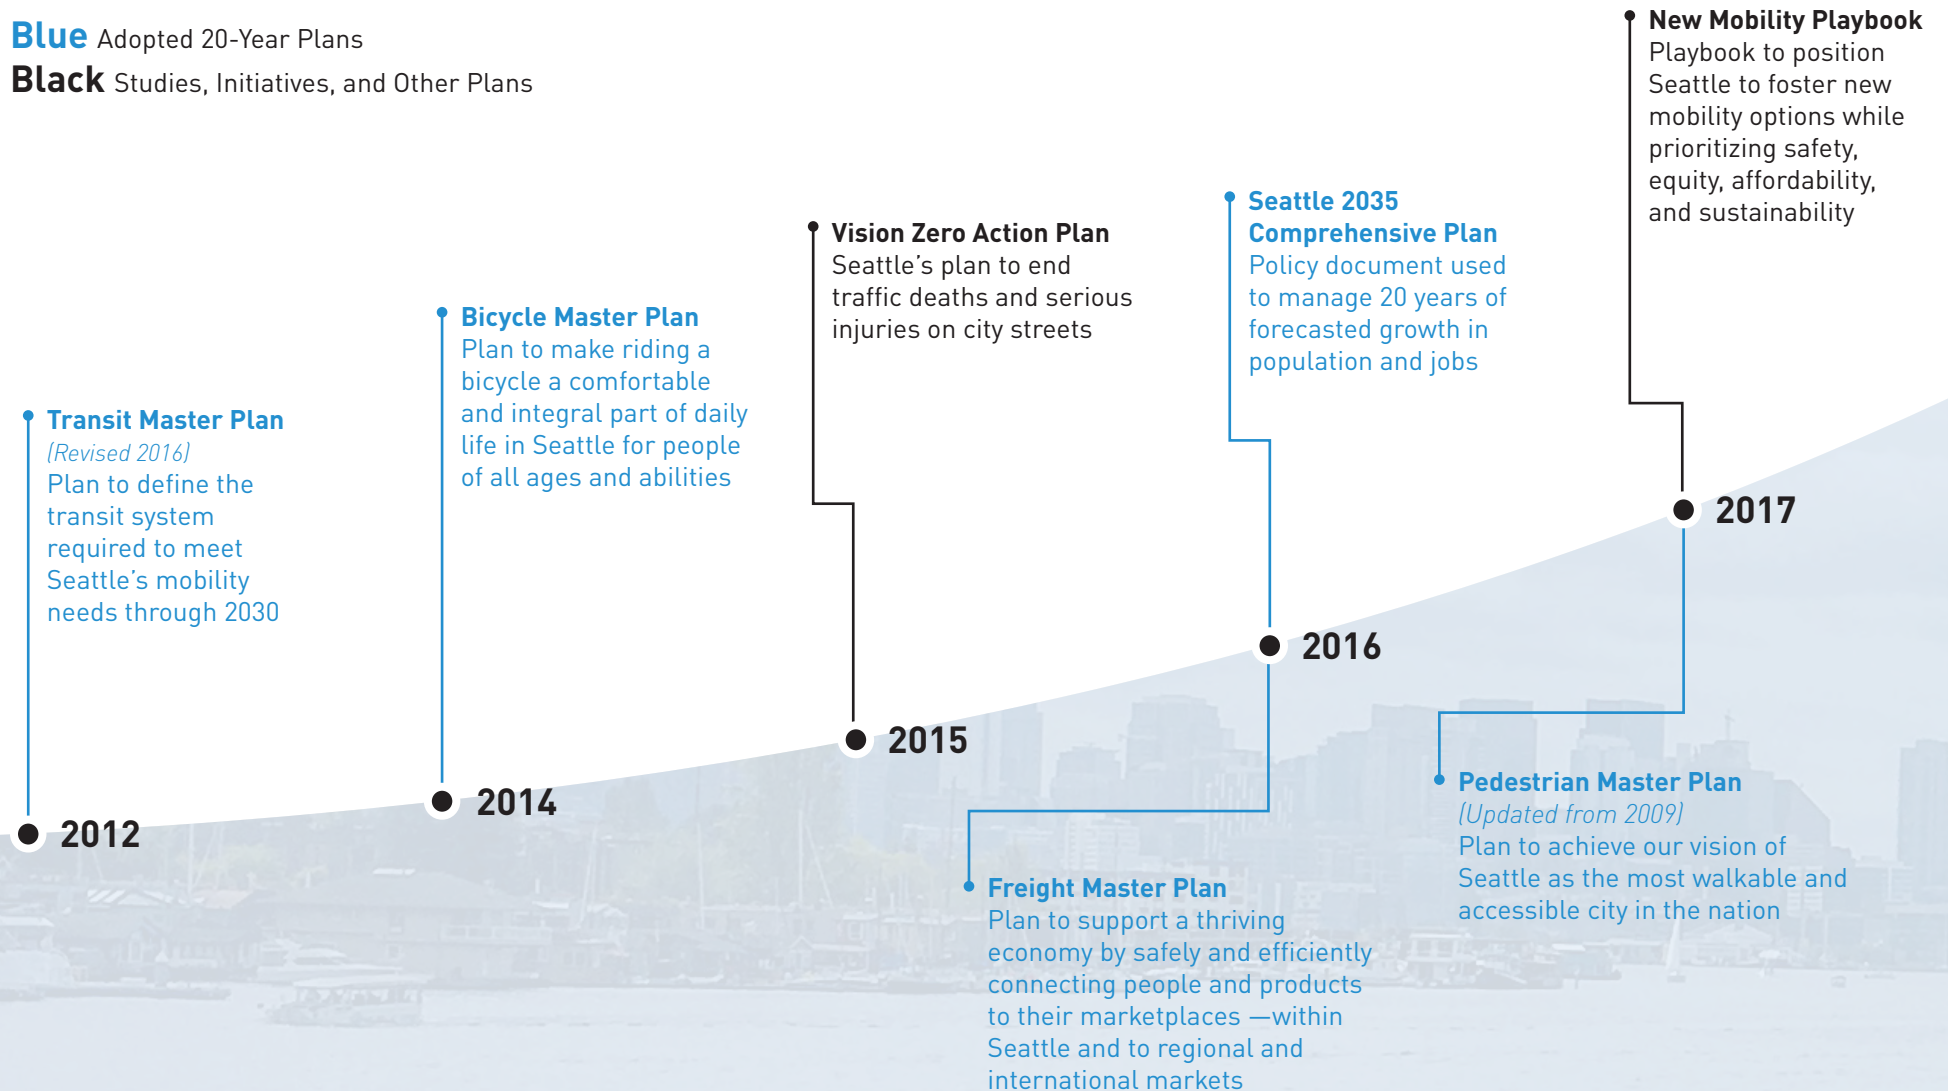 Blue Adopted 20-Year Plans
Black Studies, Initiatives, and Other Plans
Transit Master Plan
(Revised 2016)
Plan to define the
transit system
required to meet
Seattle’s mobility
needs through 2030
2012
Bicycle Master Plan
Plan to make riding a
bicycle a comfortable
and integral part of daily
life in Seattle for people
of all ages and abilities
2014
Vision Zero Action Plan
Seattle’s plan to end
traffic deaths and serious
injuries on city streets
2015
Seattle 2035
Comprehensive Plan
Policy document used
to manage 20 years of
forecasted growth in
population and jobs
2016
Freight Master Plan
Plan to support a thriving
economy by safely and efficiently
connecting people and products
to their marketplaces —within
Seattle and to regional and
international markets
New Mobility Playbook
Playbook to position
Seattle to foster new
mobility options while
prioritizing safety,
equity, affordability,
and sustainability
2017
Pedestrian Master Plan
(Updated from 2009)
Plan to achieve our vision of
Seattle as the most walkable and
accessible city in the nation